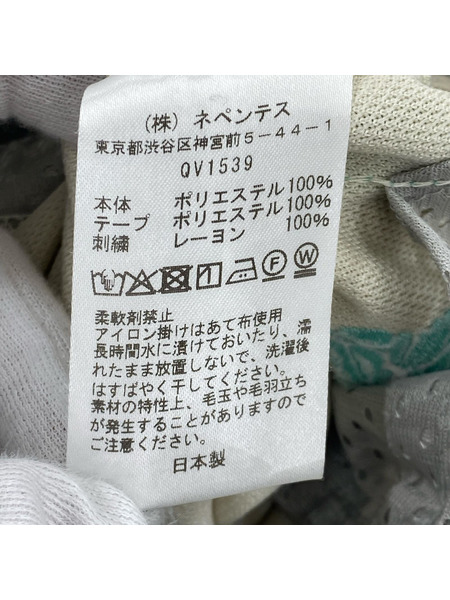 （株）ネペンテス
東京都渋谷区神宮前5-44-1
QV1539
本体 ポリエステル100%
テープ ポリエステル100%
刺繍 レーヨン 100%
F W
柔軟剤禁止
アイロン掛けはあて布使用
長時間水に漬けておいたり、濡
れたまま放置しないで、洗濯後
はすばやく干してください。
素材の特性上、毛玉や毛羽立ち
が発生することがありますので
ご注意ください。
日本製